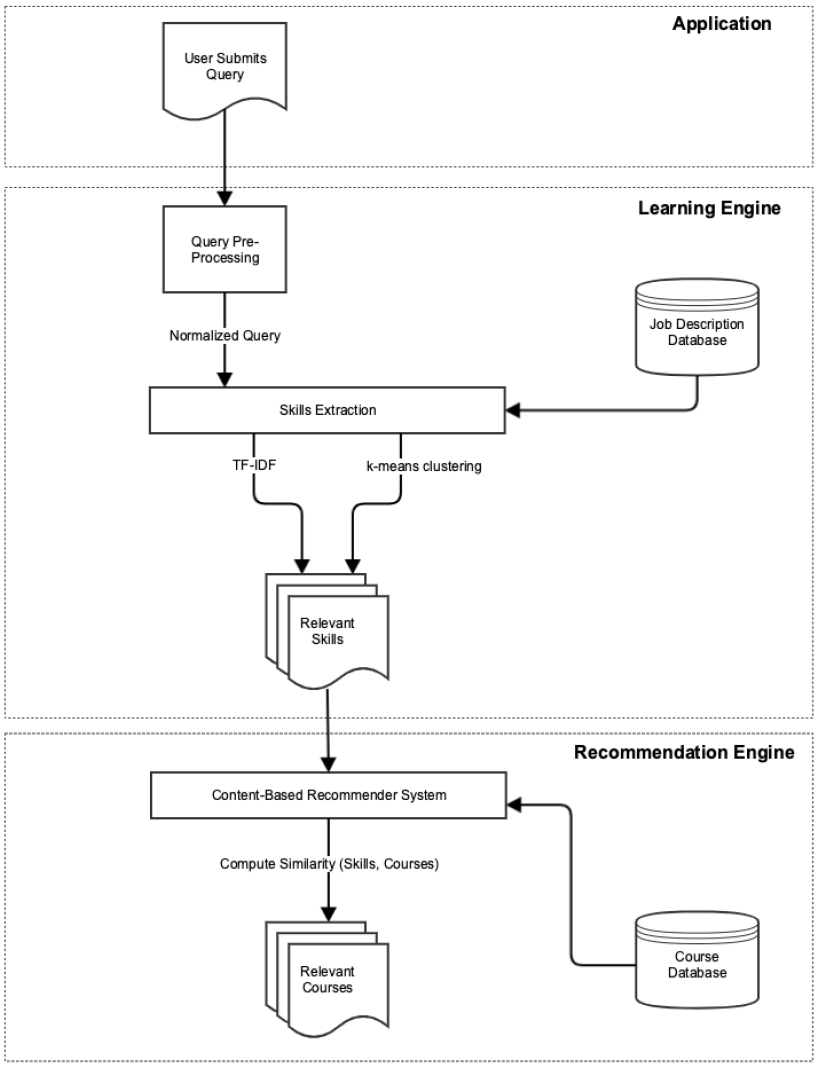 Application
User Submits
Query
Learning Engine
Query Pre-
Processing
Job Description
Database
Normalized Query
Skills Extraction
TF-IDF
k-means clustering
Relevant
Skills
Recommendation Engine
Content-Based Recommender System
Compute Similarity (Skills, Courses)
Relevant
Courses
Course
Database